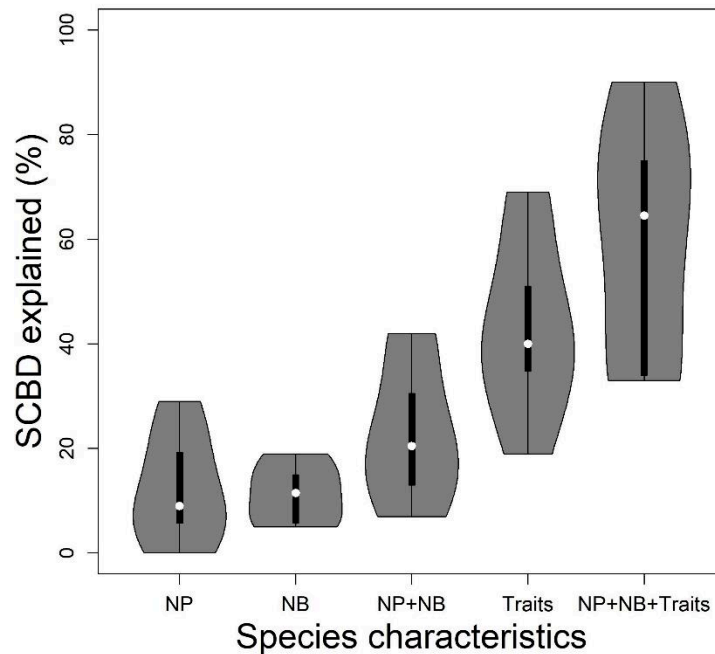 SCBD explained (%)
100
80
60
40
20
0
NP NB NP+NB Traits NP+NB+Traits
Species characteristics